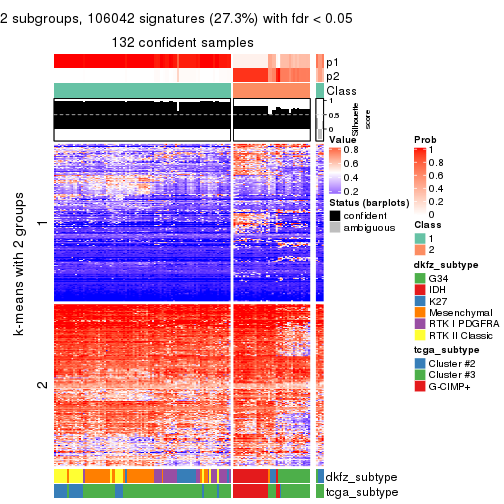 2 subgroups, 106042 signatures (27.3%) with fdr < 0.05
132 confident samples
p1
p2
Class
1
0.5
0
Silhouette
score
k-means with 2 groups
1
2
dkfz_subtype
tcga_subtype
Value
0.8
0.6
0.4
0.2
Status (barplots)
confident
ambiguous
Prob
1
0.8
0.6
0.4
0.2
0
Class
1
2
dkfz_subtype
G34
IDH
K27
Mesenchymal
RTK I PDGFRA
RTK II Classic
tcga_subtype
Cluster #2
Cluster #3
G-CIMP+